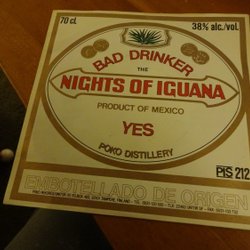 70 cl.
38% alc./vol.
BAD DRINKER
THE
NIGHTS OF IGUANA
PRODUCT OF MEXICO
YES
POKO DISTILLERY
PIS 212
EMBOTELLADO DE ORIGEN